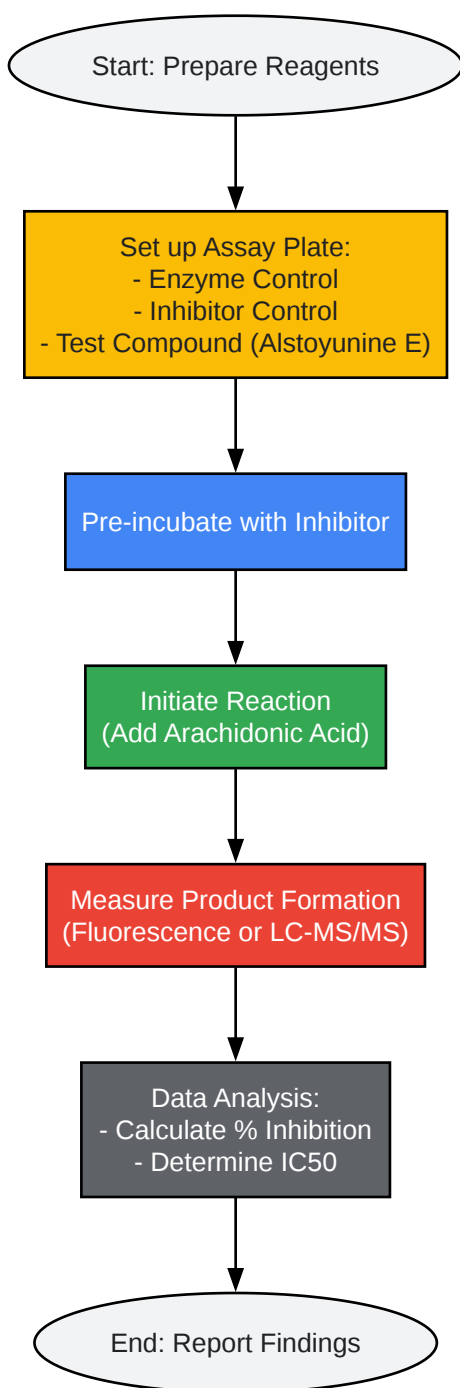 Start: Prepare Reagents
Set up Assay Plate:
- Enzyme Control
- Inhibitor Control
- Test Compound (Alstoyunine E)
Pre-incubate with Inhibitor
Initiate Reaction
(Add Arachidonic Acid)
Measure Product Formation
(Fluorescence or LC-MS/MS)
Data Analysis:
- Calculate % Inhibition
- Determine IC50
End: Report Findings